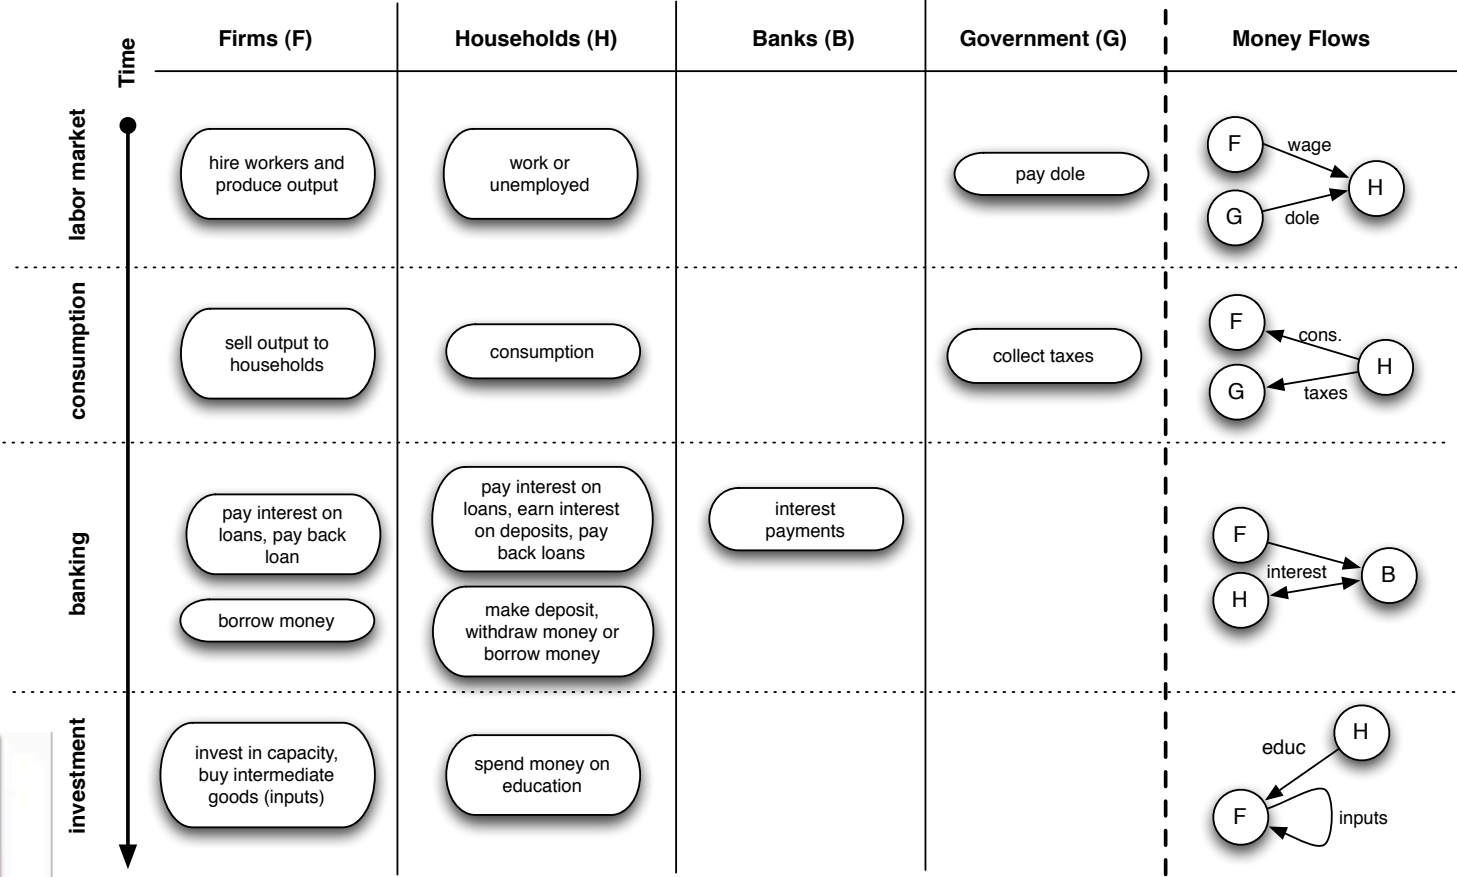 Time
Firms (F)
Households (H)
Banks (B)
Government (G)
Money Flows
labor market
hire workers and
produce output
work or
unemployed
pay dole
F
wage
H
G
dole
consumption
sell output to
households
consumption
collect taxes
F
cons.
H
G
taxes
banking
pay interest on
loans, pay back
loan
borrow money
pay interest on
loans, earn interest
on deposits, pay
back loans
make deposit,
withdraw money or
borrow money
interest
payments
F
interest
B
H
investment
invest in capacity,
buy intermediate
goods (inputs)
spend money on
education
H
educ
F
inputs